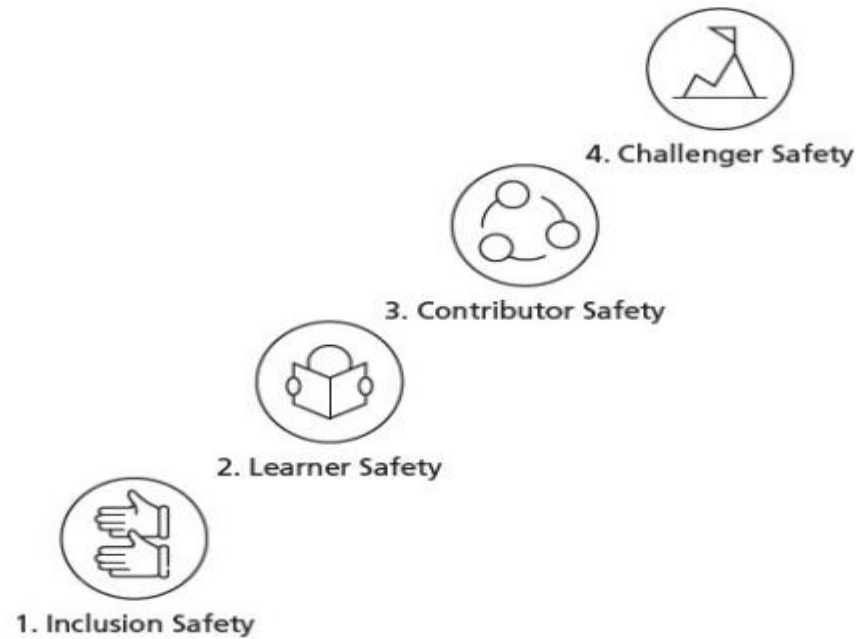 4. Challenger Safety
3. Contributor Safety
2. Learner Safety
1. Inclusion Safety